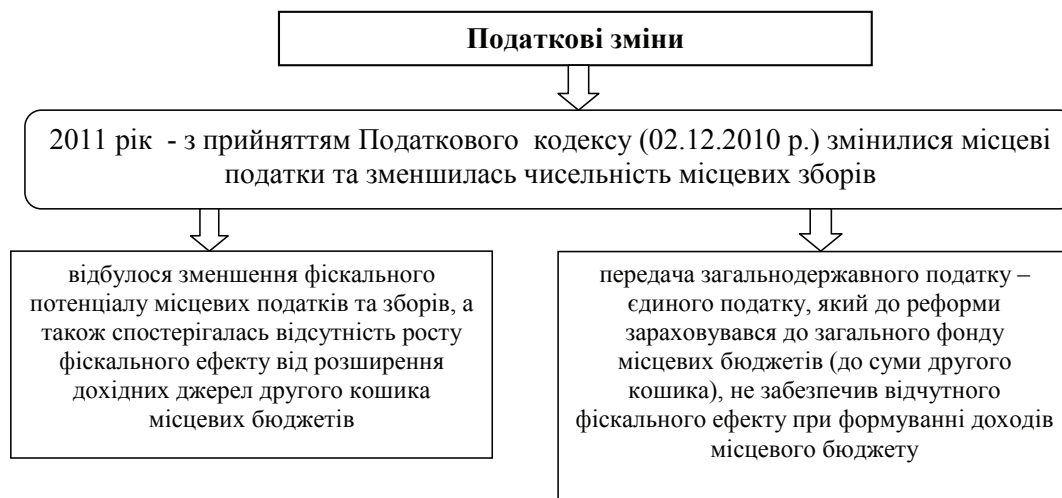 Податкові зміни
2011 рік - з прийняттям Податкового кодексу (02.12.2010 р.) змінилися місцеві
податки та зменшилась чисельність місцевих зборів
відбулося зменшення фіскального
потенціалу місцевих податків та зборів, а
також спостерігалась відсутність росту
фіскального ефекту від розширення
дохідних джерел другого кошика
місцевих бюджетів
передача загальнодержавного податку –
єдиного податку, який до реформи
зараховувався до загального фонду
місцевих бюджетів (до суми другого
кошика), не забезпечив відчутного
фіскального ефекту при формуванні доходів
місцевого бюджету